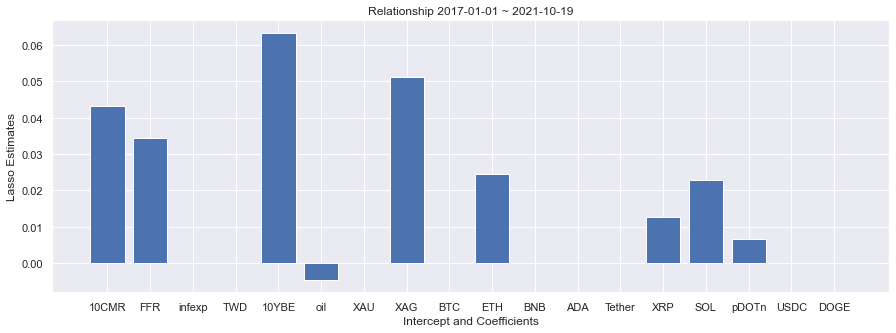 Relationship 2017-01-01 ~ 2021-10-19
Lasso Estimates
0.06
0.05
0.04
0.03
0.02
0.01
0.00
10CMR FFR infexp TWD 10YBE oil XAU XAG BTC ETH BNB ADA Tether XRP SOL pDOTn USDC DOGE
Intercept and Coefficients